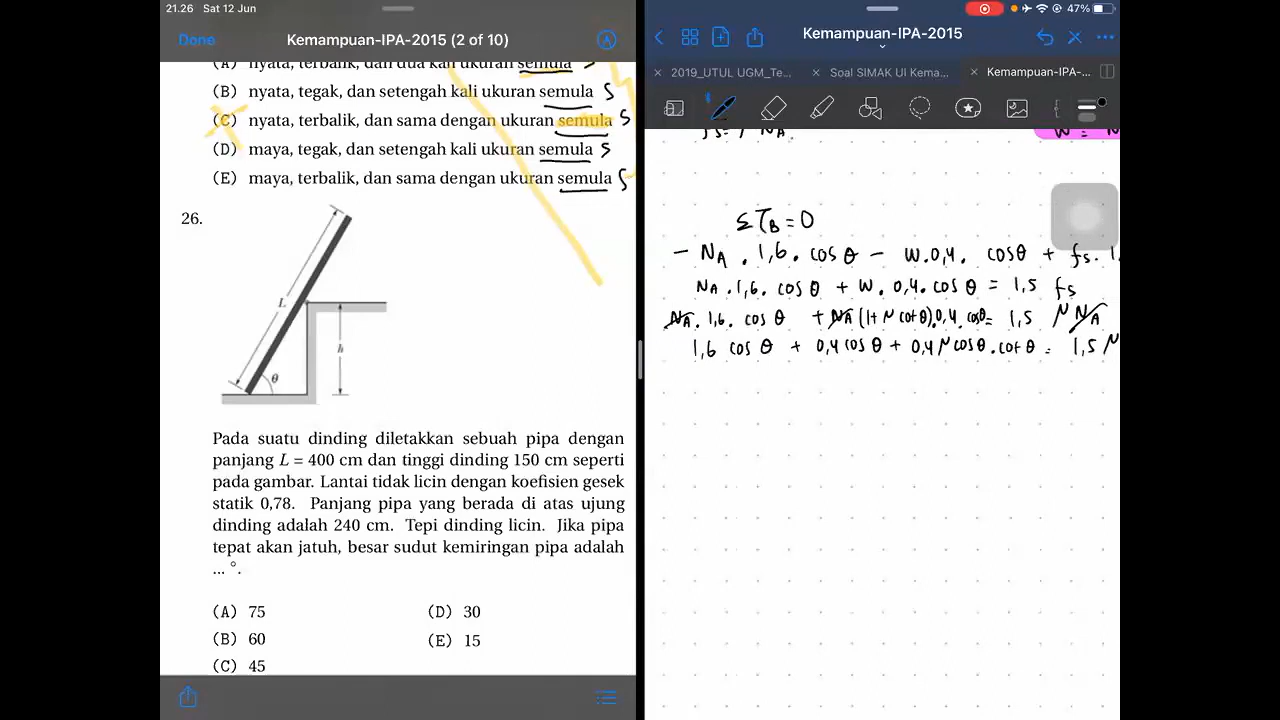 21.26 Sat 12 Jun
Done
Kemampuan-IPA-2015 (2 of 10)
(A) nyata, terbalik, dan dua kali ukuran semula S
(B) nyata, tegak, dan setengah kali ukuran semula S
(C) nyata, terbalik, dan sama dengan ukuran semula S
(D) maya, tegak, dan setengah kali ukuran semula S
(E) maya, terbalik, dan sama dengan ukuran semula S
26.
L
θ
h
Pada suatu dinding diletakkan sebuah pipa dengan
panjang L = 400 cm dan tinggi dinding 150 cm seperti
pada gambar. Lantai tidak licin dengan koefisien gesek
statik 0,78. Panjang pipa yang berada di atas ujung
dinding adalah 240 cm. Tepi dinding licin. Jika pipa
tepat akan jatuh, besar sudut kemiringan pipa adalah
... °.
(A) 75
(B) 60
(C) 45
(D) 30
(E) 15
47%
Kemampuan-IPA-2015
2019_UTUL UGM_Te...
Soal SIMAK UI Kema...
Kemampuan-IPA-...
Σ τB = 0
- NA . 1,6 . cos θ - W . 0,4 . cos θ + fs . 1,
NA . 1,6 . cos θ + W . 0,4 . cos θ = 1,5 fs
NA . 1,6 . cos θ + NA (1 + μ cot θ) . 0,4 . cos θ = 1,5 μ NA
1,6 cos θ + 0,4 cos θ + 0,4 μ cos θ . cot θ = 1,5 μ